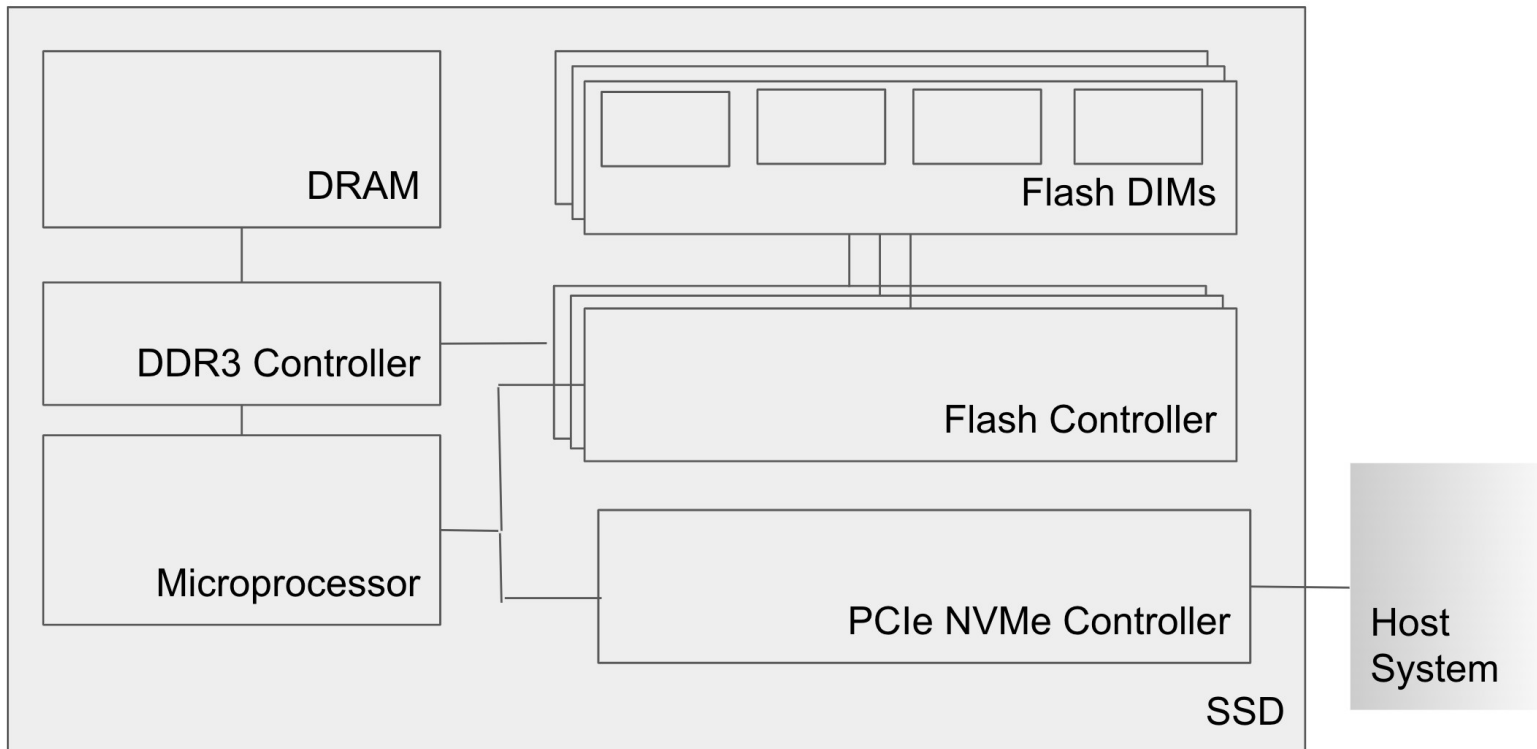 DRAM
Flash DIMs
DDR3 Controller
Flash Controller
Microprocessor
PCIe NVMe Controller
Host
System
SSD